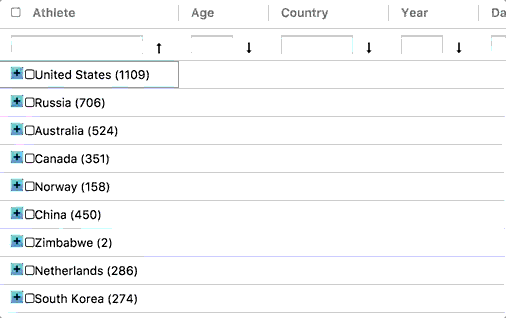 Athlete Age Country Year Da
United States (1109)
Russia (706)
Australia (524)
Canada (351)
Norway (158)
China (450)
Zimbabwe (2)
Netherlands (286)
South Korea (274)